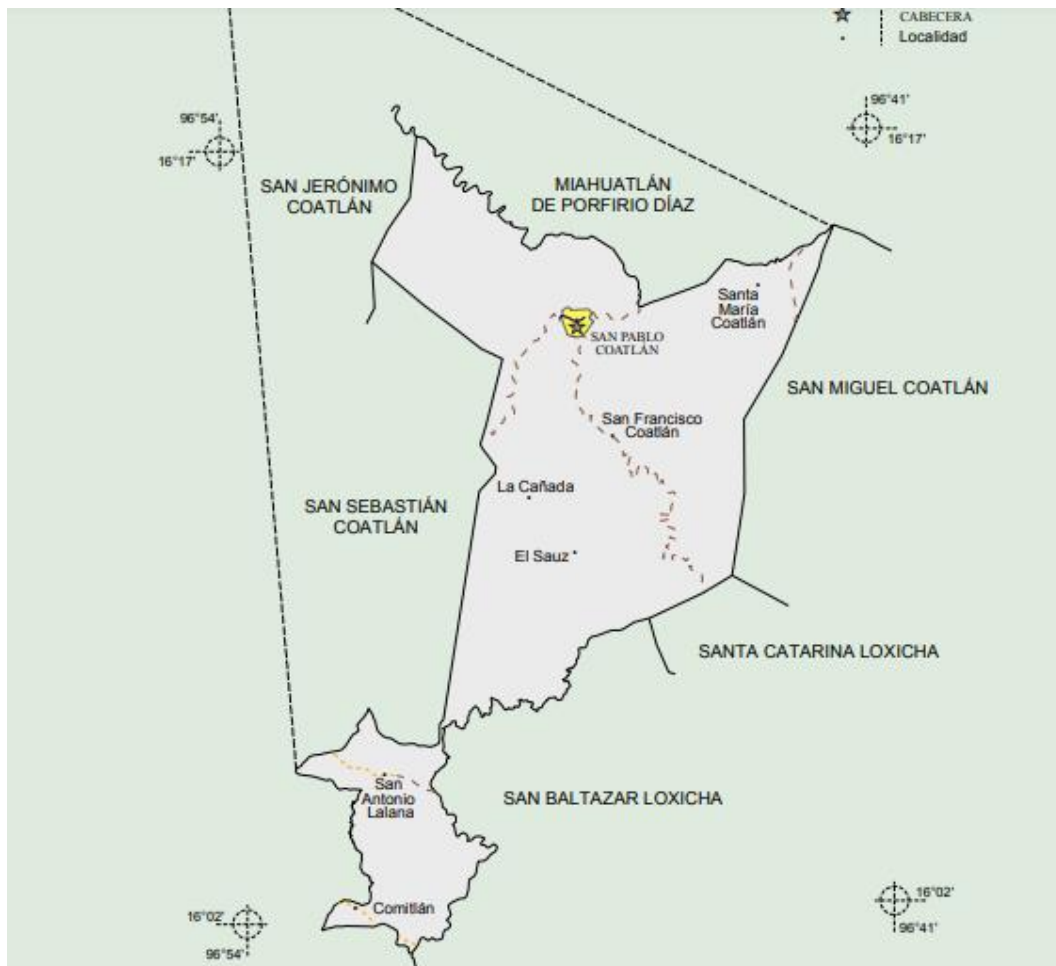 CABECERA
Localidad
96°54'
16°17'
96°41'
16°17'
SAN JERÓNIMO
COATLÁN
MIAHUATLÁN
DE PORFIRIO DÍAZ
Santa
María
Coatlán
SAN PABLO
COATLÁN
SAN MIGUEL COATLÁN
San Francisco
Coatlán
La Cañada
SAN SEBASTIÁN
COATLÁN
El Sauz
SANTA CATARINA LOXICHA
San
Antonio
Lalana
SAN BALTAZAR LOXICHA
Comitlán
16°02'
96°54'
16°02'
96°41'